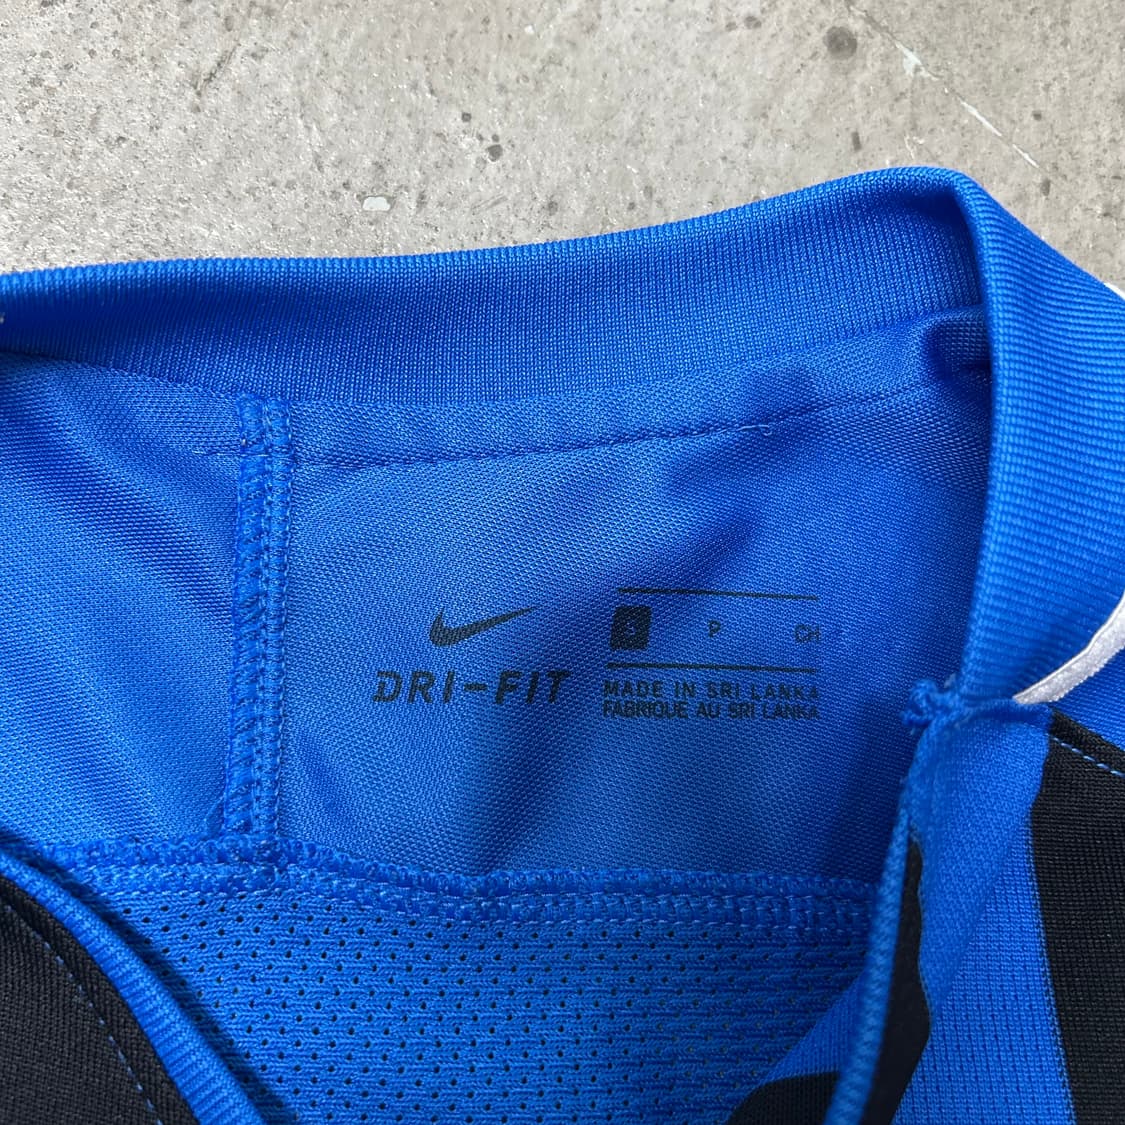 S P CH
DRI-FIT
MADE IN SRI LANKA
FABRIQUE AU SRI LANKA